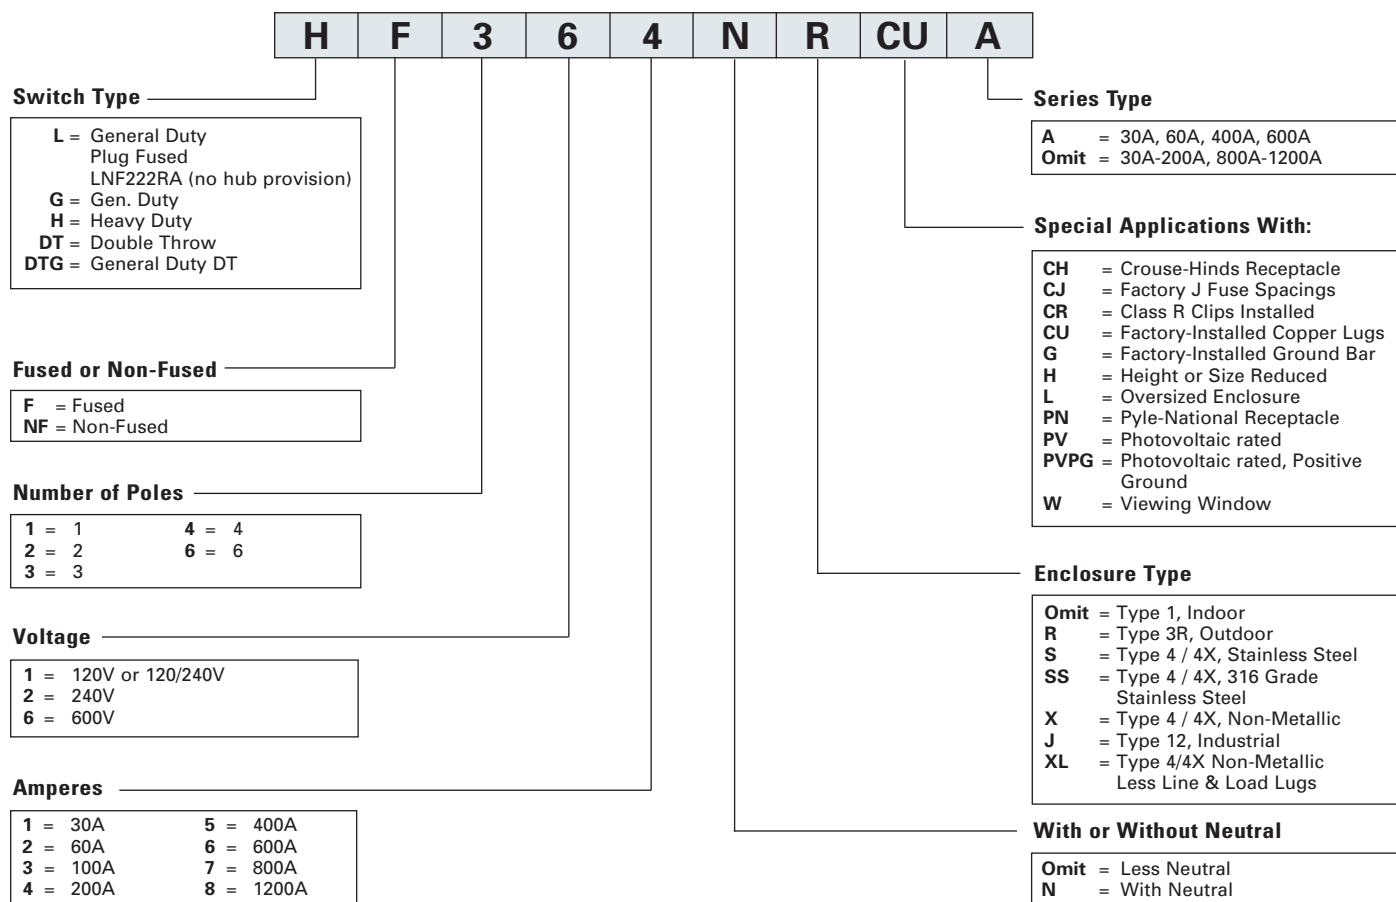 H F 3 6 4 N R CU A
Switch Type
L = General Duty
Plug Fused
LNF222RA (no hub provision)
G = Gen. Duty
H = Heavy Duty
DT = Double Throw
DTG = General Duty DT
Fused or Non-Fused
F = Fused
NF = Non-Fused
Number of Poles
1 = 1 4 = 4
2 = 2 6 = 6
3 = 3
Voltage
1 = 120V or 120/240V
2 = 240V
6 = 600V
Amperes
1 = 30A 5 = 400A
2 = 60A 6 = 600A
3 = 100A 7 = 800A
4 = 200A 8 = 1200A
Series Type
A = 30A, 60A, 400A, 600A
Omit = 30A-200A, 800A-1200A
Special Applications With:
CH = Crouse-Hinds Receptacle
CJ = Factory J Fuse Spacings
CR = Class R Clips Installed
CU = Factory-Installed Copper Lugs
G = Factory-Installed Ground Bar
H = Height or Size Reduced
L = Oversized Enclosure
PN = Pyle-National Receptacle
PV = Photovoltaic rated
PVPG = Photovoltaic rated, Positive
Ground
W = Viewing Window
Enclosure Type
Omit = Type 1, Indoor
R = Type 3R, Outdoor
S = Type 4 / 4X, Stainless Steel
SS = Type 4 / 4X, 316 Grade
Stainless Steel
X = Type 4 / 4X, Non-Metallic
J = Type 12, Industrial
XL = Type 4/4X Non-Metallic
Less Line & Load Lugs
With or Without Neutral
Omit = Less Neutral
N = With Neutral